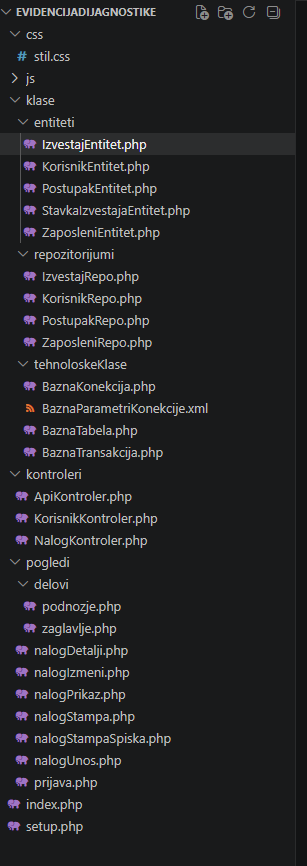 EVIDENCIJADIJAGNOSTIKE
css
stil.css
js
klase
entiteti
IzvestajEntitet.php
KorisnikEntitet.php
PostupakEntitet.php
StavkaIzvestajaEntitet.php
ZaposleniEntitet.php
repozitorijumi
IzvestajRepo.php
KorisnikRepo.php
PostupakRepo.php
ZaposleniRepo.php
tehnoloskeKlase
BaznaKonekcija.php
BaznaParametriKonekcije.xml
BaznaTabela.php
BaznaTransakcija.php
kontroleri
ApiKontroler.php
KorisnikKontroler.php
NalogKontroler.php
pogledi
delovi
podnozje.php
zaglavlje.php
nalogDetalji.php
nalogIzmeni.php
nalogPrikaz.php
nalogStampa.php
nalogStampaSpiska.php
nalogUnos.php
prijava.php
index.php
setup.php